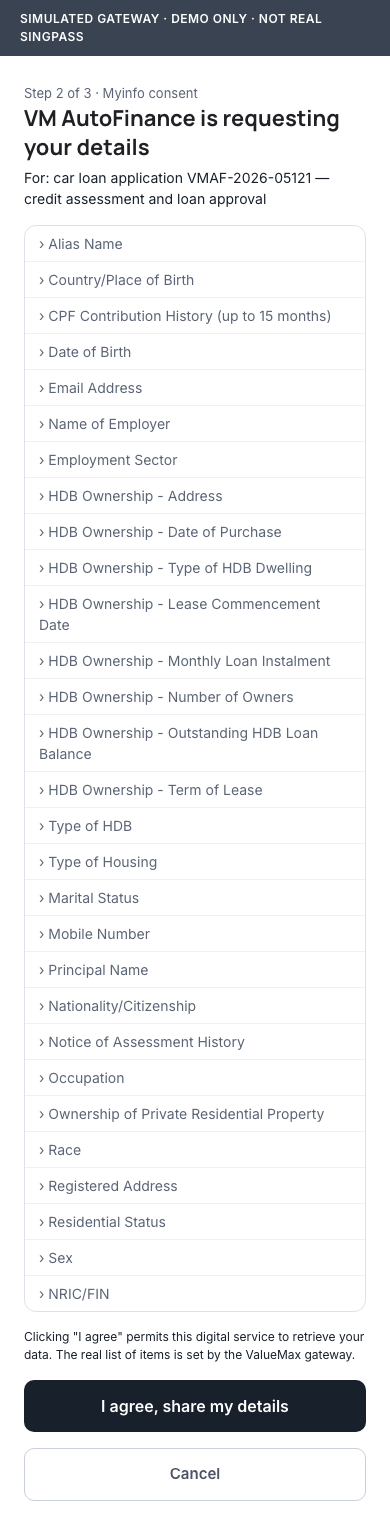 SIMULATED GATEWAY · DEMO ONLY · NOT REAL
SINGPASS
Step 2 of 3 · Myinfo consent
VM AutoFinance is requesting
your details
For: car loan application VMAF-2026-05121 —
credit assessment and loan approval
› Alias Name
› Country/Place of Birth
› CPF Contribution History (up to 15 months)
› Date of Birth
› Email Address
› Name of Employer
› Employment Sector
› HDB Ownership - Address
› HDB Ownership - Date of Purchase
› HDB Ownership - Type of HDB Dwelling
› HDB Ownership - Lease Commencement
Date
› HDB Ownership - Monthly Loan Instalment
› HDB Ownership - Number of Owners
› HDB Ownership - Outstanding HDB Loan
Balance
› HDB Ownership - Term of Lease
› Type of HDB
› Type of Housing
› Marital Status
› Mobile Number
› Principal Name
› Nationality/Citizenship
› Notice of Assessment History
› Occupation
› Ownership of Private Residential Property
› Race
› Registered Address
› Residential Status
› Sex
› NRIC/FIN
Clicking "I agree" permits this digital service to retrieve your
data. The real list of items is set by the ValueMax gateway.
I agree, share my details
Cancel